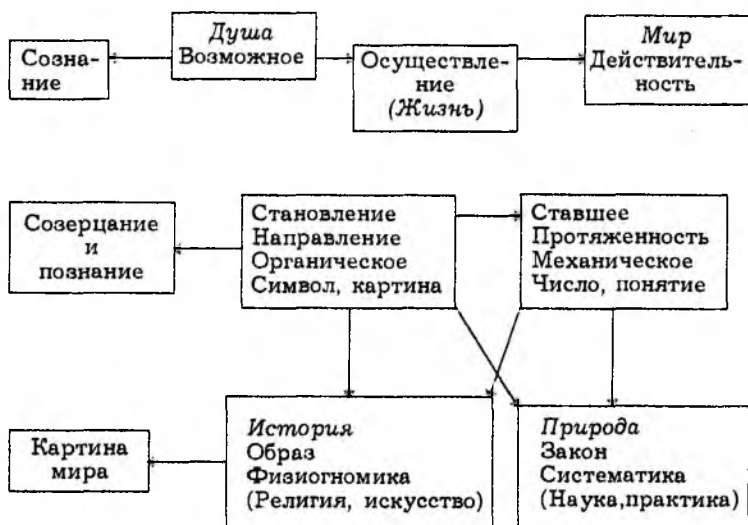 Созна-
ние
Душа
Возможное
Осуществле-
ние
(Жизнь)
Мир
Действитель-
ность
Созерцание
и
познание
Становление
Направление
Органическое
Символ, картина
Ставшее
Протяженность
Механическое
Число, понятие
Картина
мира
История
Образ
Физиогномика
(Религия, искусство)
Природа
Закон
Систематика
(Наука,практика)